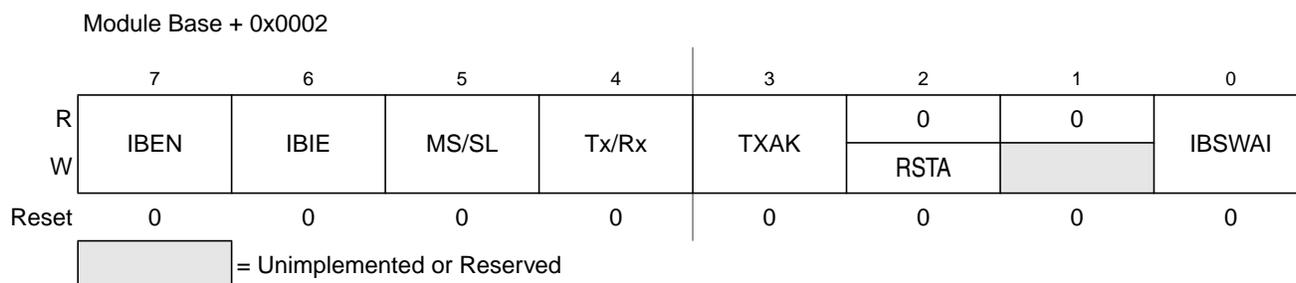 Module Base + 0x0002
7 6 5 4 3 2 1 0
R 0 0
IBEN IBIE MS/SL Tx/Rx TXAK IBSWAI
W RSTA
Reset 0 0 0 0 0 0 0 0
= Unimplemented or Reserved